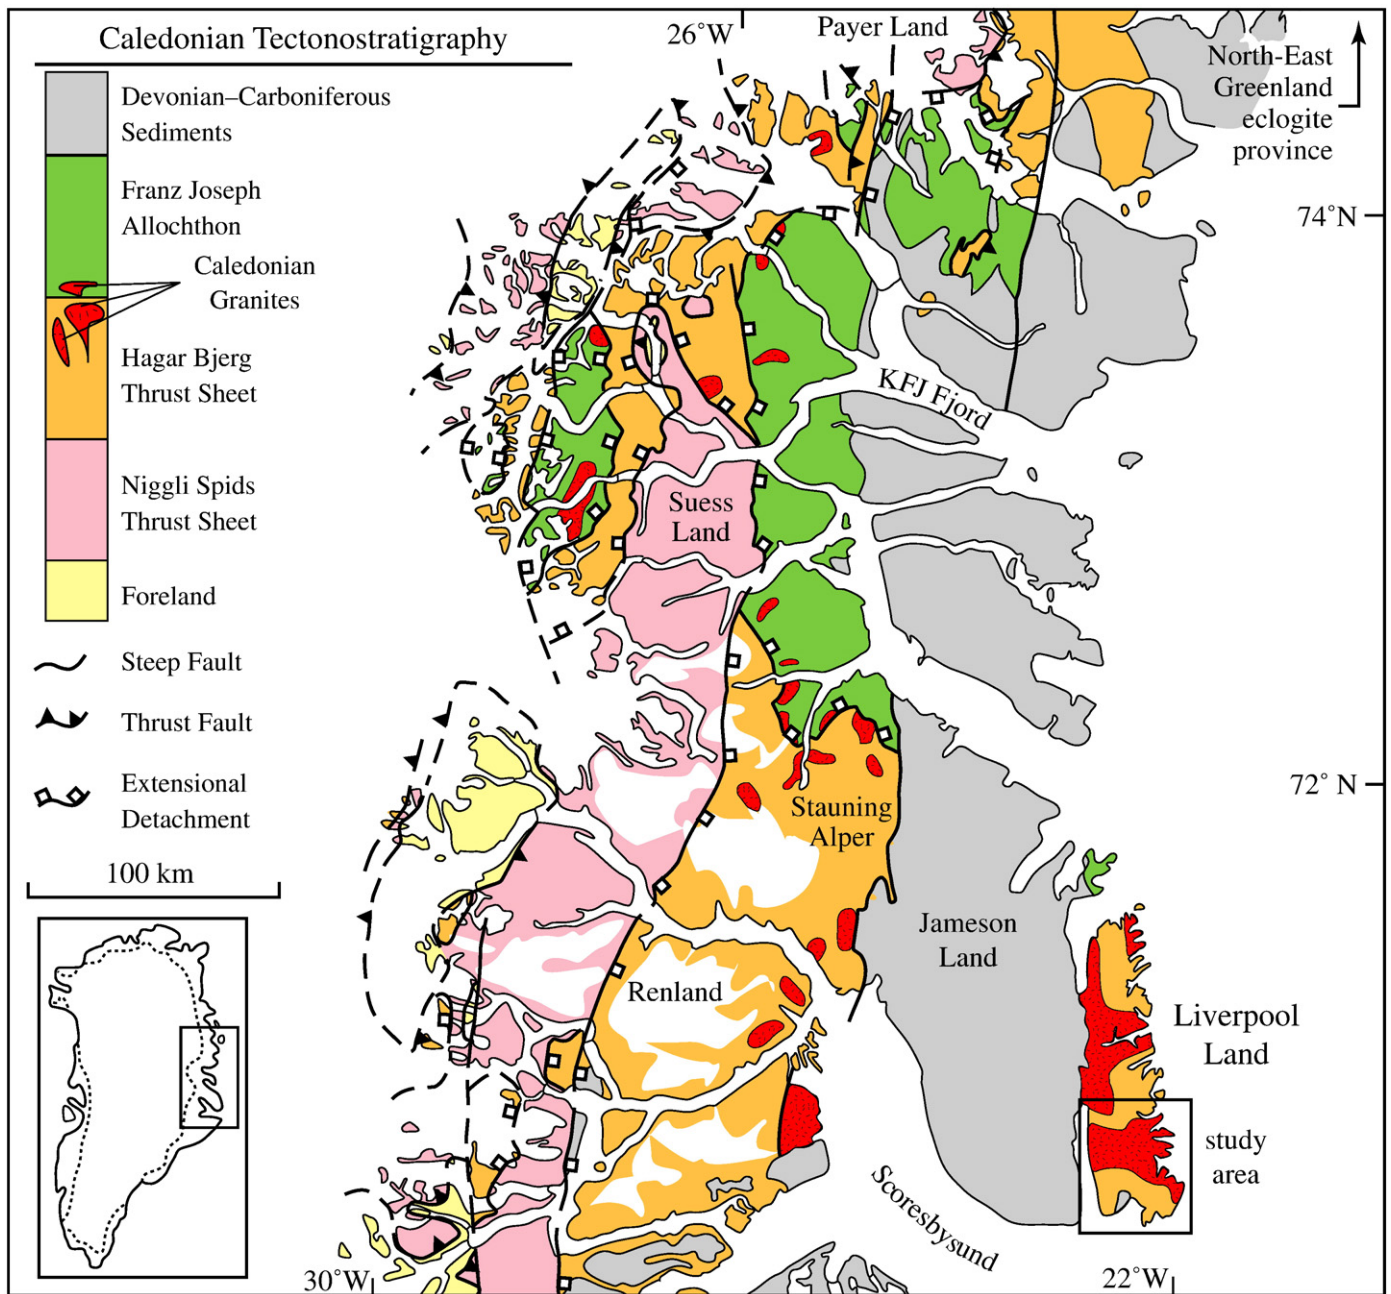 Caledonian Tectonostratigraphy
Devonian–Carboniferous
Sediments
Franz Joseph
Allochthon
Caledonian
Granites
Hagar Bjerg
Thrust Sheet
Niggli Spids
Thrust Sheet
Foreland
Steep Fault
Thrust Fault
Extensional
Detachment
100 km
26˚W
Payer Land
North-East
Greenland
eclogite
province
74˚N
KFJ Fjord
Suess
Land
72˚ N
Stauning
Alper
Jameson
Land
Renland
Liverpool
Land
study
area
Scoresbysund
30˚W
22˚W